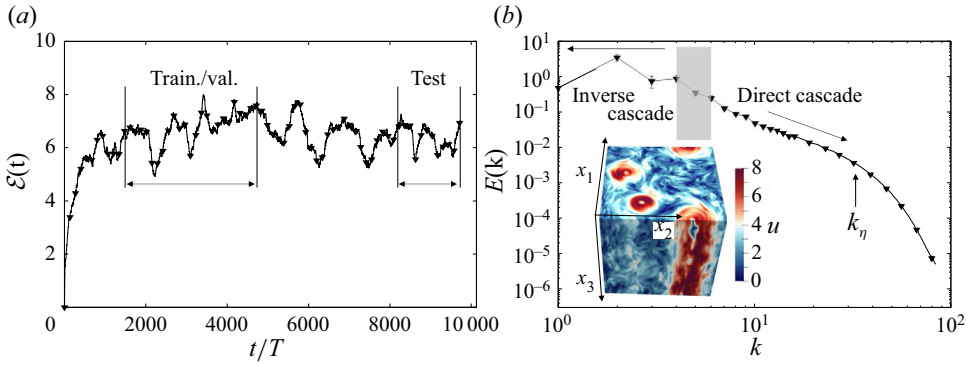 (a)
10
8
6
4
2
0
ℰ(t)
Train./val.
Test
0 2000 4000 6000 8000 10 000
t/T
(b)
10¹
10⁰
10⁻¹
10⁻²
10⁻³
10⁻⁴
10⁻⁵
10⁻⁶
E(k)
Inverse
cascade
Direct cascade
x₁
x₂
x₃
8
6
4
2
0
u
kη
10⁰ 10¹ 10²
k